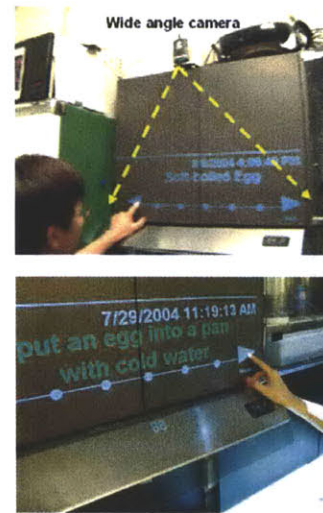 Wide angle camera
Soft-boiled Egg
7/29/2004 11:19:13 AM
put an egg into a pan
with cold water